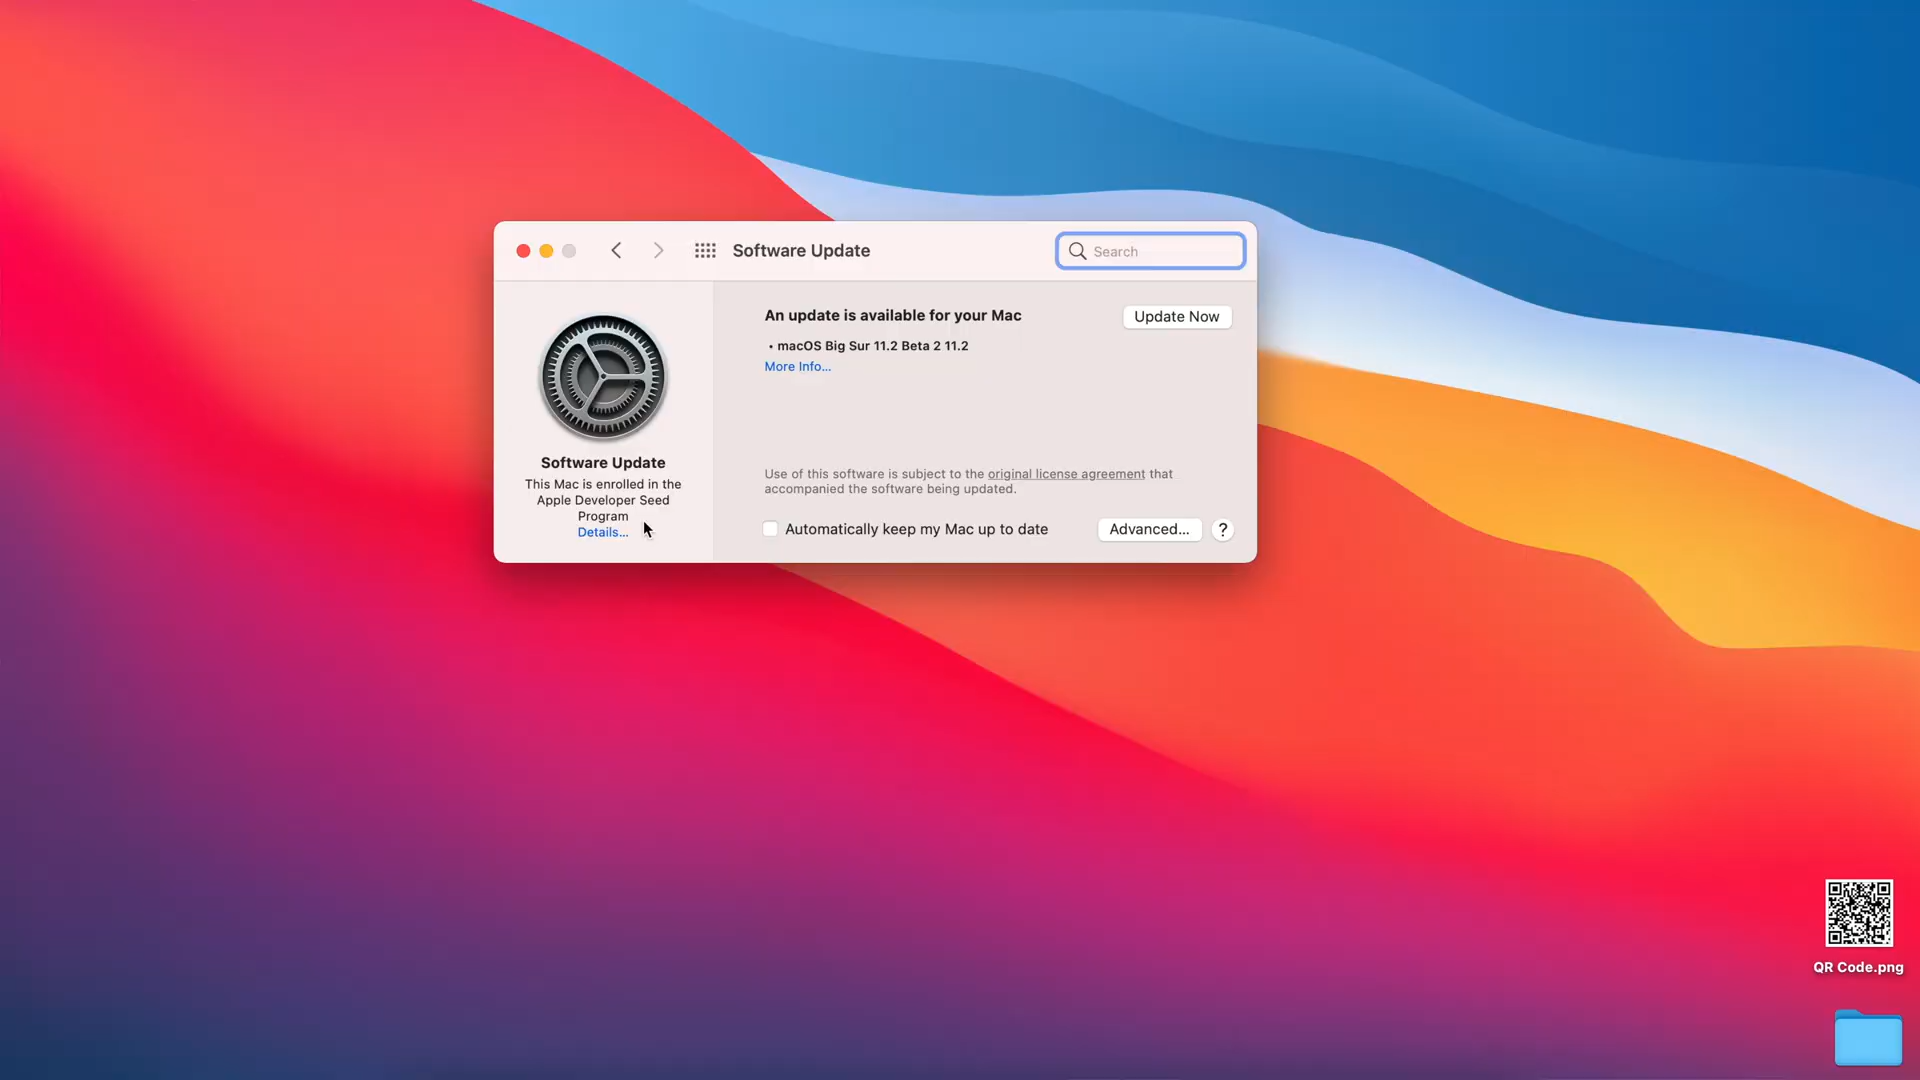 Software Update
Search
An update is available for your Mac
Update Now
• macOS Big Sur 11.2 Beta 2 11.2
More Info...
Software Update
This Mac is enrolled in the
Apple Developer Seed
Program
Details...
Use of this software is subject to the original license agreement that
accompanied the software being updated.
Automatically keep my Mac up to date
Advanced...
?
QR Code.png